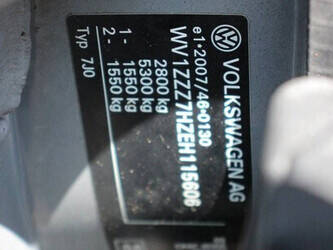 VOLKSWAGEN AG
e1*2007/46*0130
WV1ZZZ7HZEH115606
2800 kg
5300 kg
1- 1550 kg
2- 1550 kg
Typ 7J0